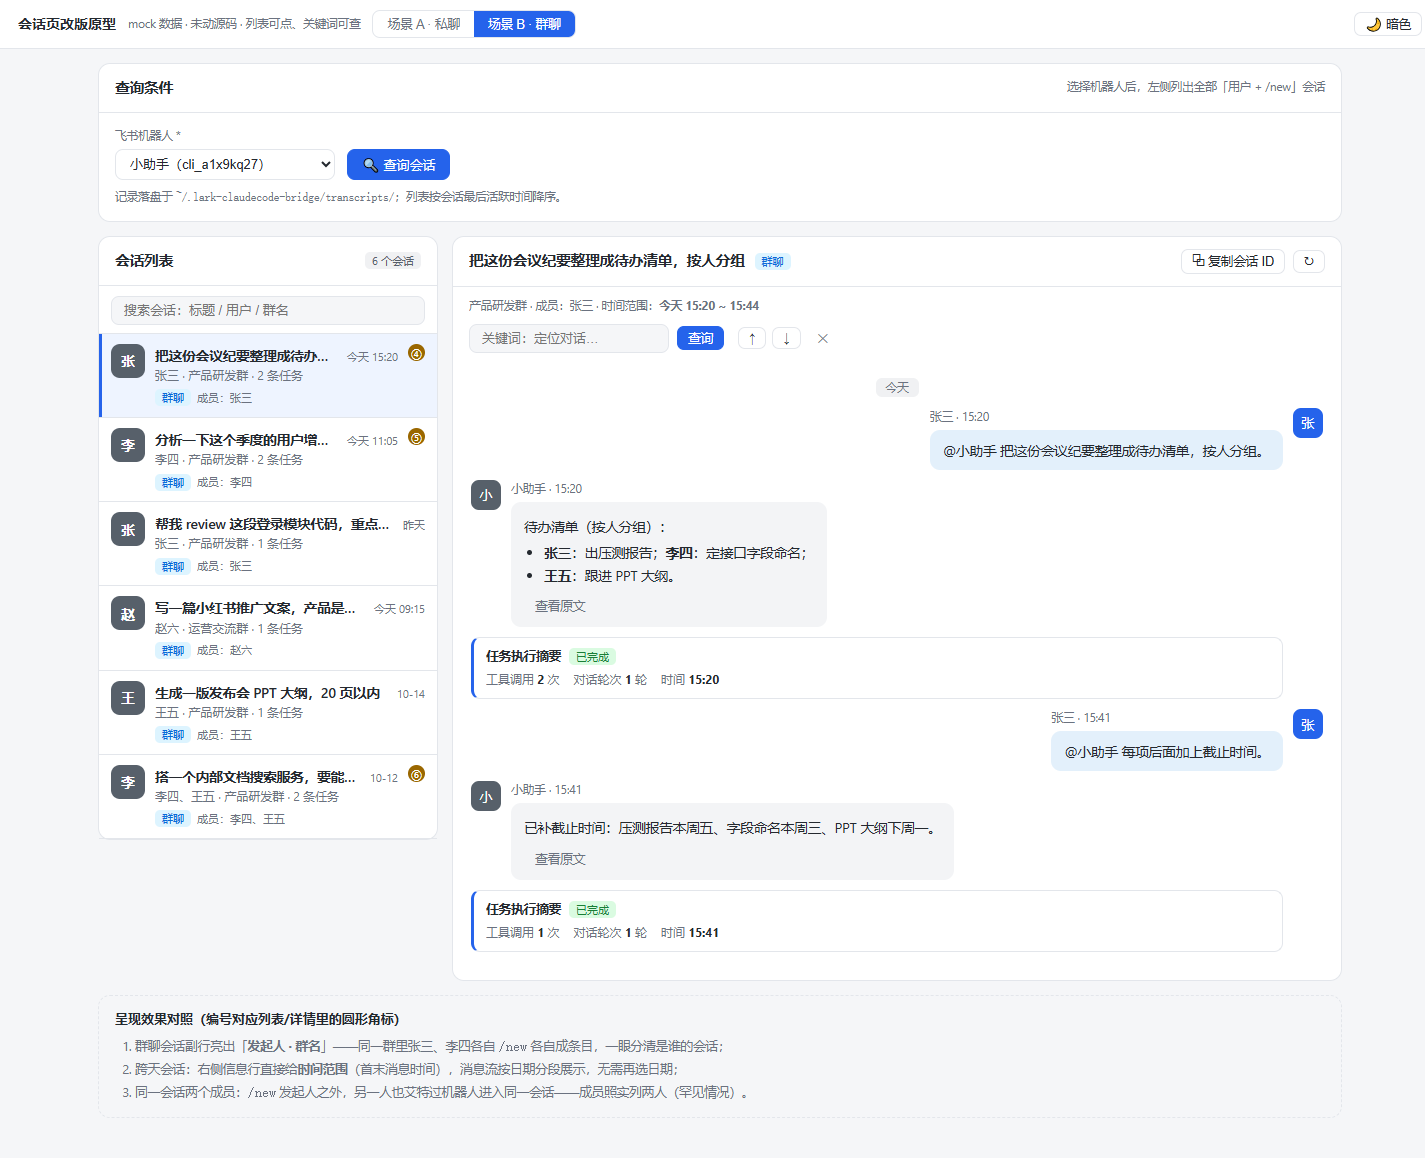 会话页改版原型 mock 数据 · 未动源码 · 列表可点、关键词可查 场景 A · 私聊 场景 B · 群聊 🌙 暗色
查询条件 选择机器人后，左侧列出全部「用户 + /new」会话
飞书机器人 *
小助手（cli_a1x9kq27） 🔍 查询会话
记录落盘于 ~/.lark-claudecode-bridge/transcripts/；列表按会话最后活跃时间降序。
会话列表 6 个会话
搜索会话：标题 / 用户 / 群名
张 把这份会议纪要整理成待办... 今天 15:20 ④
张三 · 产品研发群 · 2 条任务
群聊 成员：张三
李 分析一下这个季度的用户增... 今天 11:05 ⑤
李四 · 产品研发群 · 2 条任务
群聊 成员：李四
张 帮我 review 这段登录模块代码，重点... 昨天
张三 · 产品研发群 · 1 条任务
群聊 成员：张三
赵 写一篇小红书推广文案，产品是... 今天 09:15
赵六 · 运营交流群 · 1 条任务
群聊 成员：赵六
王 生成一版发布会 PPT 大纲，20 页以内 10-14
王五 · 产品研发群 · 1 条任务
群聊 成员：王五
李 搭一个内部文档搜索服务，要能... 10-12 ⑥
李四、王五 · 产品研发群 · 2 条任务
群聊 成员：李四、王五
把这份会议纪要整理成待办清单，按人分组 群聊 复制会话 ID ↻
产品研发群 · 成员：张三 · 时间范围：今天 15:20 ~ 15:44
关键词：定位对话... 查询 ↑ ↓ ×
今天
张三 · 15:20
@小助手 把这份会议纪要整理成待办清单，按人分组。 张
小 小助手 · 15:20
待办清单（按人分组）：
• 张三：出压测报告；李四：定接口字段命名；
• 王五：跟进 PPT 大纲。
查看原文
任务执行摘要 已完成
工具调用 2 次 对话轮次 1 轮 时间 15:20
张三 · 15:41
@小助手 每项后面加上截止时间。 张
小 小助手 · 15:41
已补截止时间：压测报告本周五、字段命名本周三、PPT 大纲下周一。
查看原文
任务执行摘要 已完成
工具调用 1 次 对话轮次 1 轮 时间 15:41
呈现效果对照（编号对应列表/详情里的圆形角标）
1. 群聊会话副行亮出「发起人 · 群名」——同一群里张三、李四各自 /new 各自成条目，一眼分清是谁的会话；
2. 跨天会话：右侧信息行直接给时间范围（首末消息时间），消息流按日期分段展示，无需再选日期；
3. 同一会话两个成员：/new 发起人之外，另一人也艾特过机器人进入同一会话——成员照实列两人（罕见情况）。